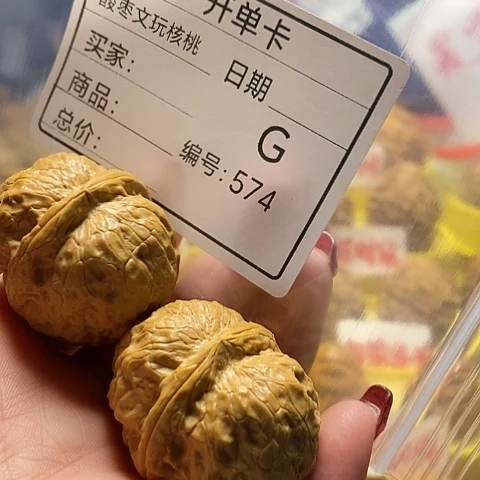 开单卡
酸枣文玩核桃
买家：
日期
商品：
G
总价：
编号：574